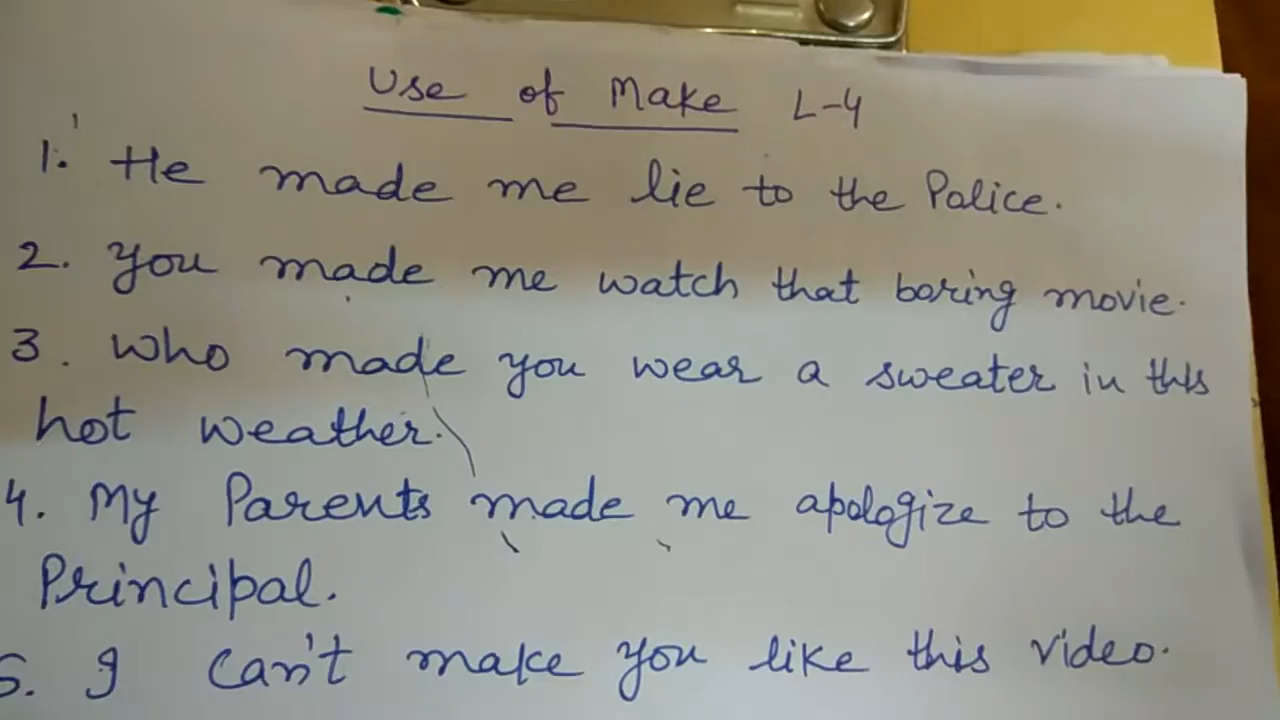 Use of Make L-4
1. He made me lie to the Police.
2. You made me watch that boring movie.
3. Who made you wear a sweater in this
hot weather.
4. My Parents made me apologize to the
Principal.
5. I Can't make you like this video.